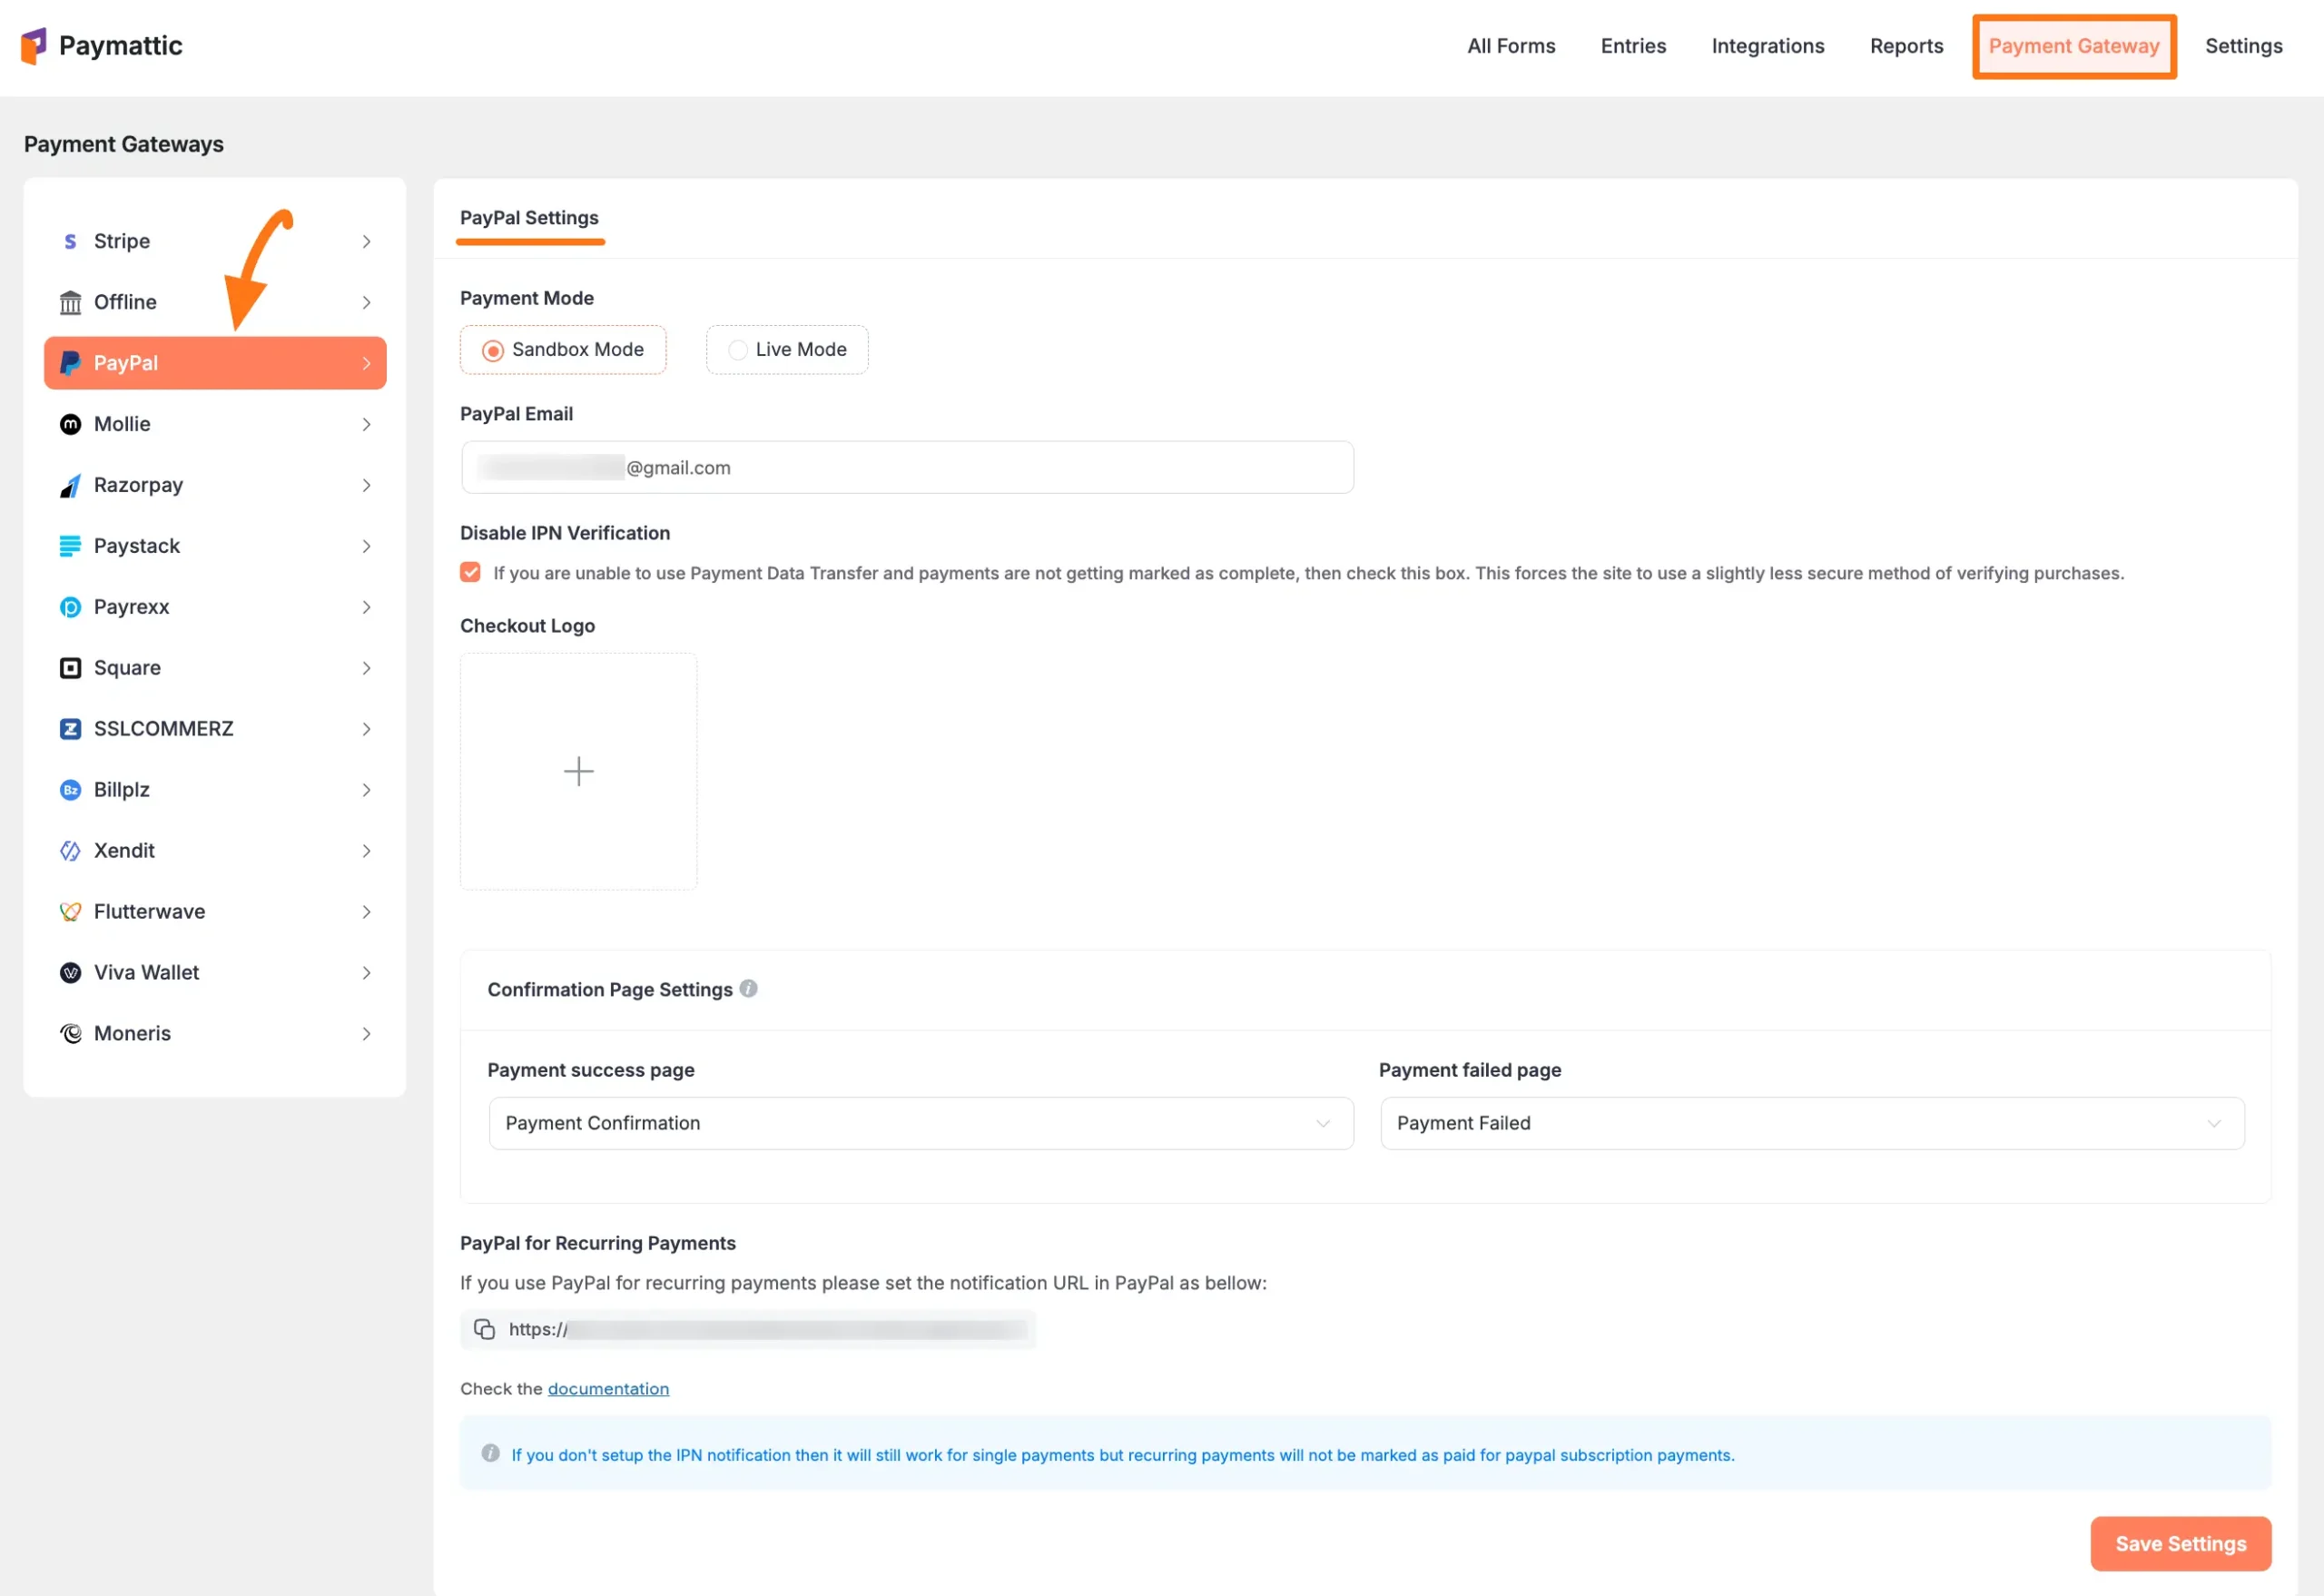 Paymattic
All Forms
Entries
Integrations
Reports
Payment Gateway
Settings
Payment Gateways
Stripe
Offline
PayPal
Mollie
Razorpay
Paystack
Payrexx
Square
SSLCOMMERZ
Billplz
Xendit
Flutterwave
Viva Wallet
Moneris
PayPal Settings
Payment Mode
Sandbox Mode
Live Mode
PayPal Email
@gmail.com
Disable IPN Verification
If you are unable to use Payment Data Transfer and payments are not getting marked as complete, then check this box. This forces the site to use a slightly less secure method of verifying purchases.
Checkout Logo
Confirmation Page Settings
Payment success page
Payment failed page
Payment Confirmation
Payment Failed
PayPal for Recurring Payments
If you use PayPal for recurring payments please set the notification URL in PayPal as bellow:
https://
Check the documentation
If you don't setup the IPN notification then it will still work for single payments but recurring payments will not be marked as paid for paypal subscription payments.
Save Settings